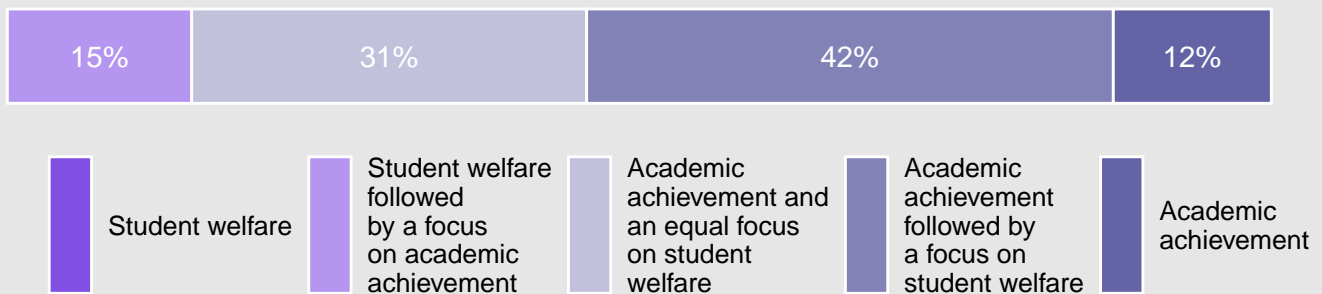 15%
31%
42%
12%
Student welfare
Student welfare
followed
by a focus
on academic
achievement
Academic
achievement and
an equal focus
on student
welfare
Academic
achievement
followed by
a focus on
student welfare
Academic
achievement